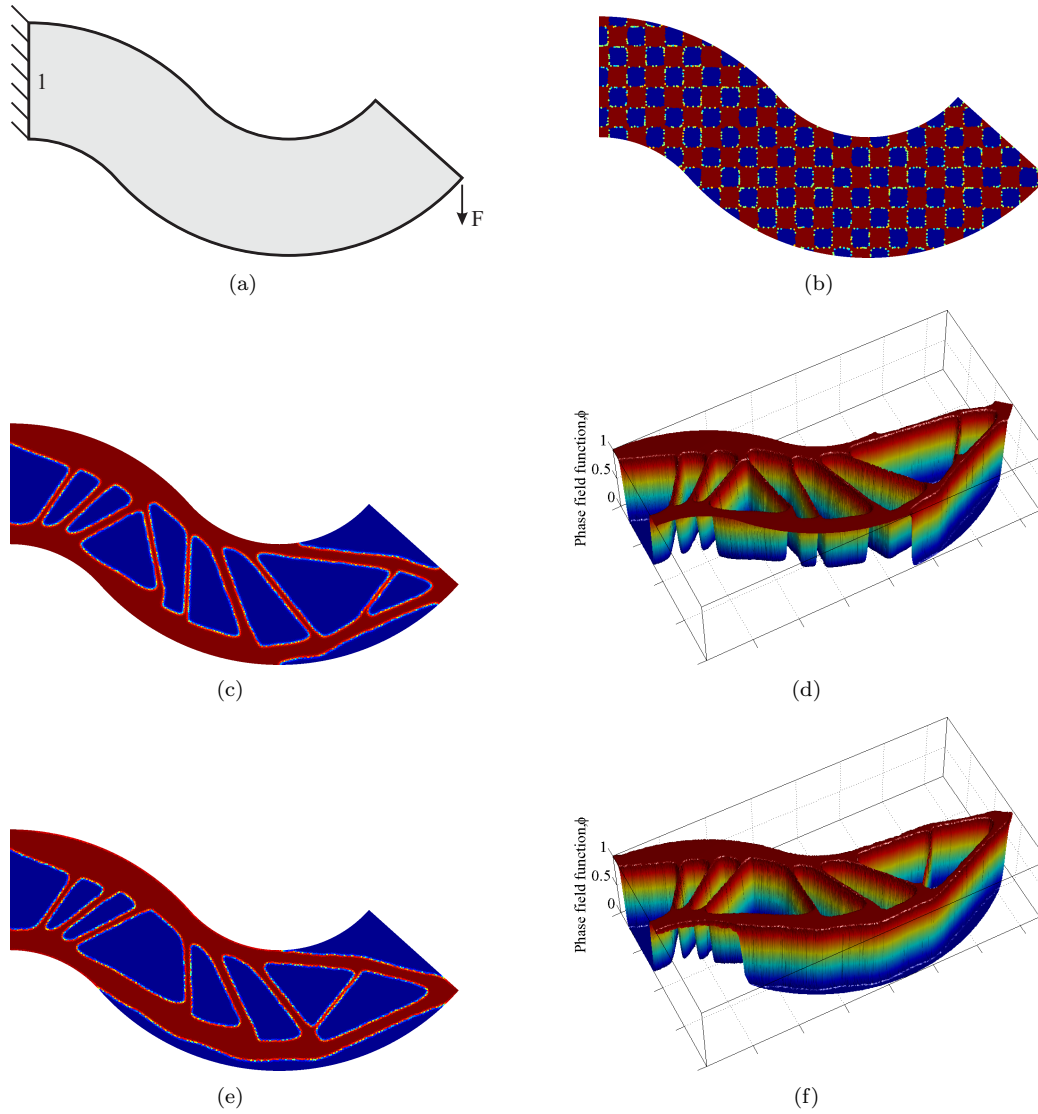 1
F
(a)
(b)
Phase field function,ϕ
1
0.5
0
(c)
(d)
Phase field function,ϕ
1
0.5
0
(e)
(f)